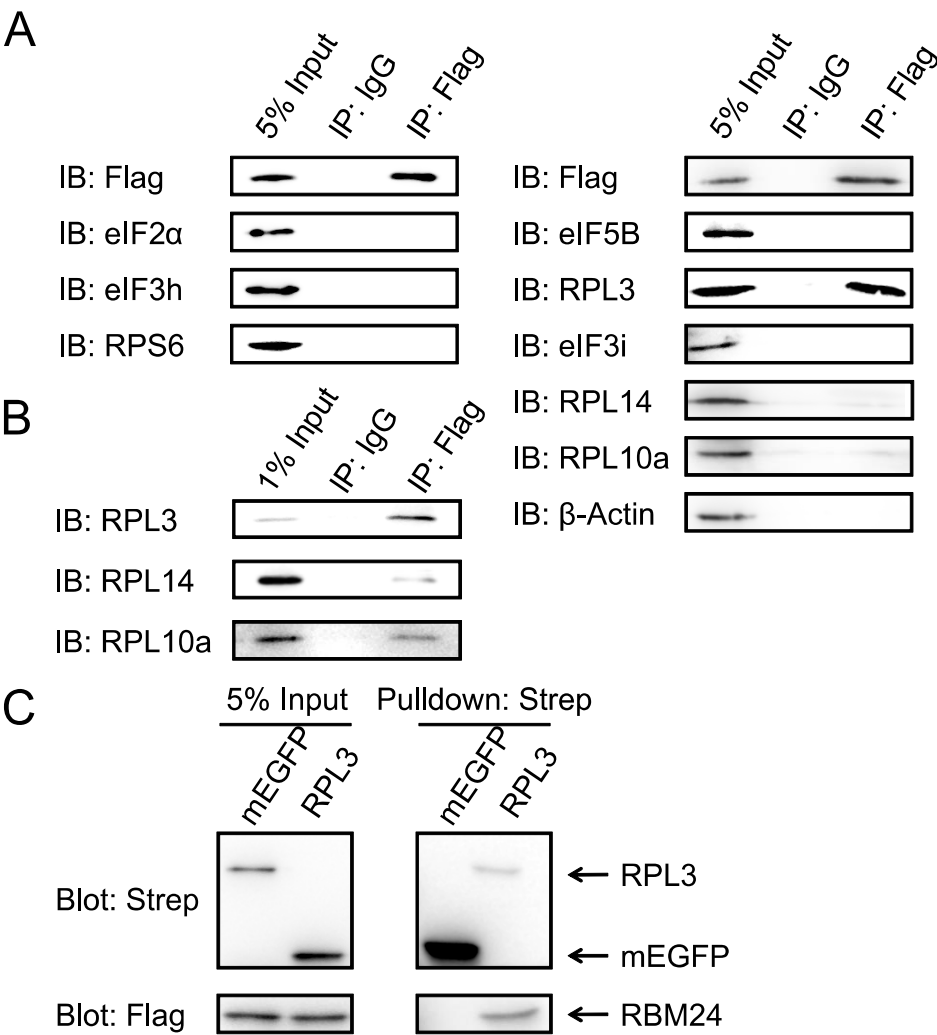 A
5% Input
IP: IgG
IP: Flag
IB: Flag
IB: eIF2α
IB: eIF3h
IB: RPS6
5% Input
IP: IgG
IP: Flag
IB: Flag
IB: eIF5B
IB: RPL3
IB: eIF3i
IB: RPL14
IB: RPL10a
IB: β-Actin
B
1% Input
IP: IgG
IP: Flag
IB: RPL3
IB: RPL14
IB: RPL10a
C
5% Input
Pulldown: Strep
mEGFP
RPL3
mEGFP
RPL3
Blot: Strep
RPL3
mEGFP
Blot: Flag
RBM24